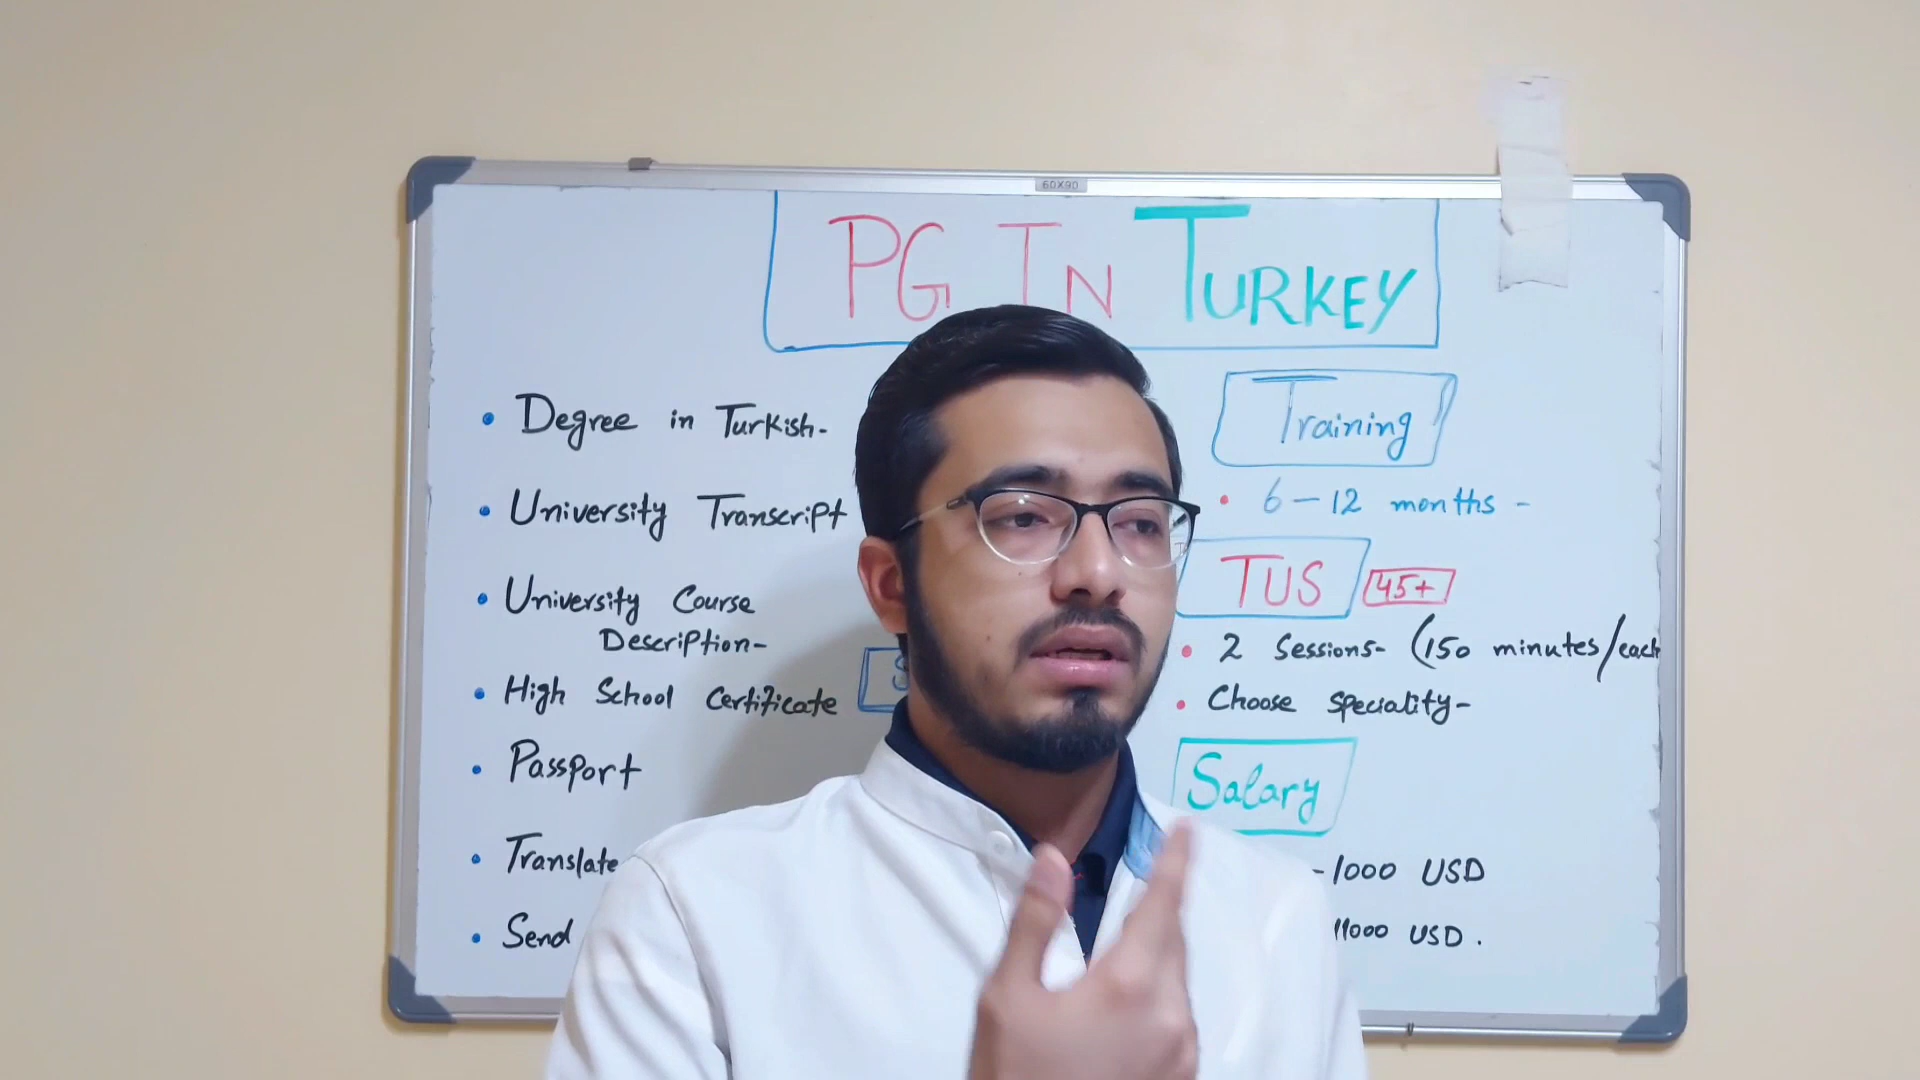 60X90
PG IN TURKEY
• Degree in Turkish-
• University Transcript
• University Course
Description-
• High School Certificate
• Passport
• Translate
• Send
Training
• 6-12 months -
TUS 45+
• 2 Sessions- (150 minutes/each
• Choose speciality-
Salary
-1000 USD
USD.